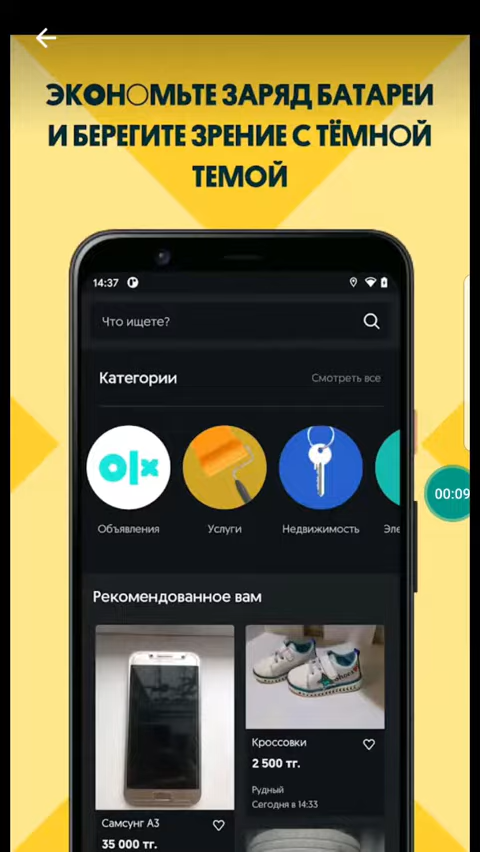 ЭКОНОМЬТЕ ЗАРЯД БАТАРЕИ
И БЕРЕГИТЕ ЗРЕНИЕ С ТЁМНОЙ
ТЕМОЙ
14:37
Что ищете?
Категории
Смотреть все
olx
Объявления
Услуги
Недвижимость
Эле
00:09
Рекомендованное вам
Кроссовки
2 500 тг.
Рудный
Сегодня в 14:33
Самсунг А3
35 000 тг.